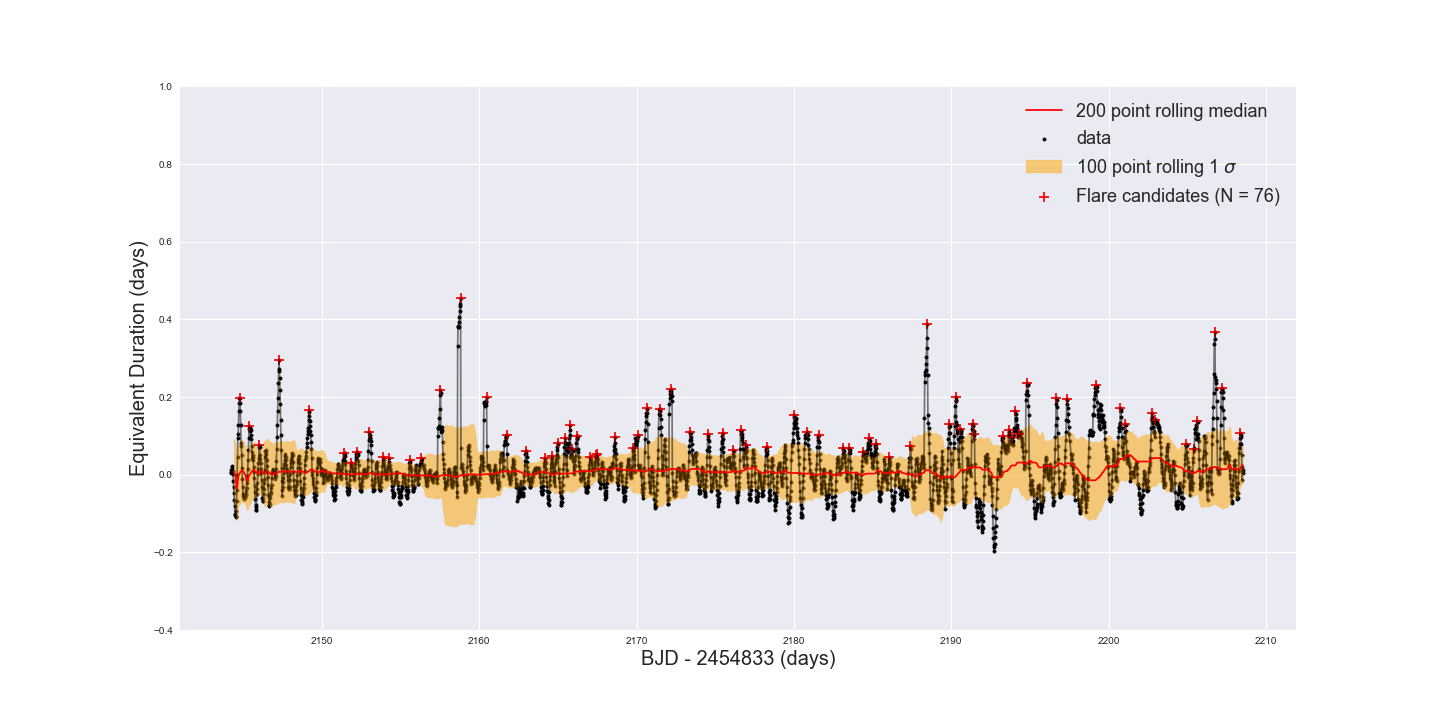 1.0
0.8
0.6
0.4
0.2
0.0
−0.2
−0.4
Equivalent Duration (days)
200 point rolling median
data
100 point rolling 1 σ
Flare candidates (N = 76)
2150 2160 2170 2180 2190 2200 2210
BJD - 2454833 (days)